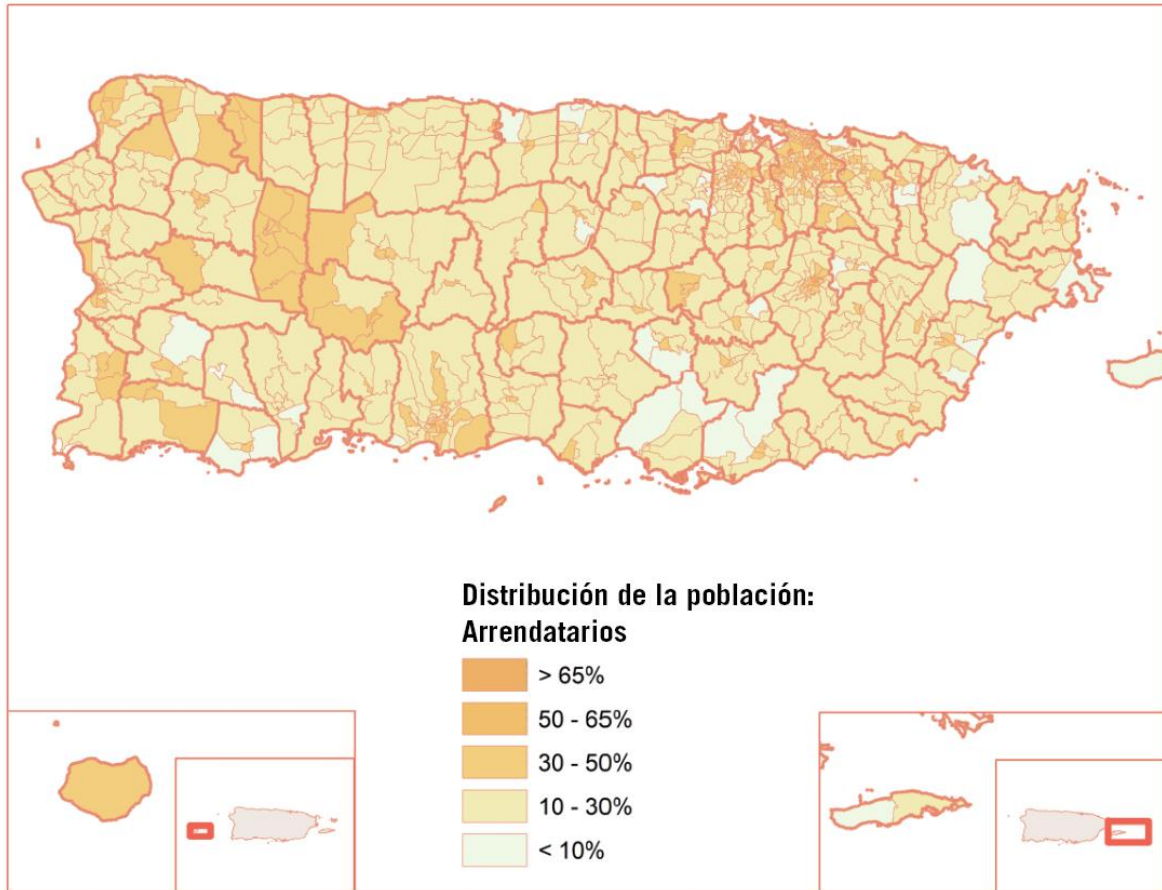 Distribución de la población:
Arrendatarios
> 65%
50 - 65%
30 - 50%
10 - 30%
< 10%